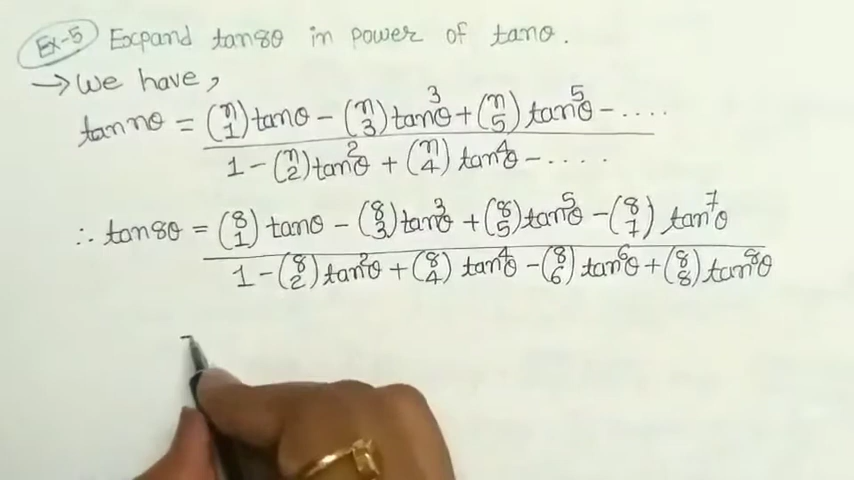 Ex-5 Expand tan8θ in power of tanθ.
→ We have,
tan nθ = (n 1) tanθ - (n 3) tan³θ + (n 5) tan⁵θ - ....
1 - (n 2) tan²θ + (n 4) tan⁴θ - ....
∴ tan8θ = (8 1) tanθ - (8 3) tan³θ + (8 5) tan⁵θ - (8 7) tan⁷θ
1 - (8 2) tan²θ + (8 4) tan⁴θ - (8 6) tan⁶θ + (8 8) tan⁸θ